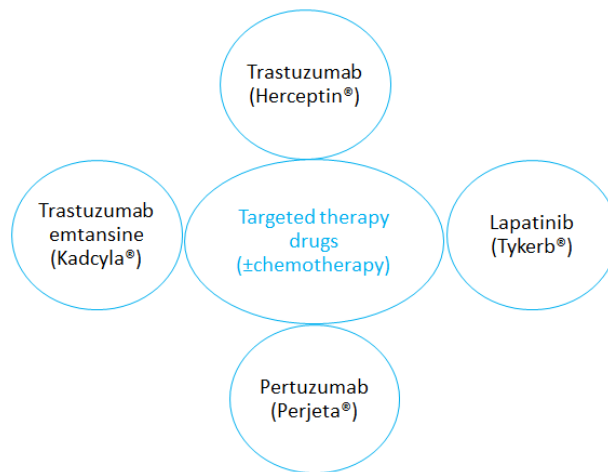 Trastuzumab
(Herceptin®)
Trastuzumab
emtansine
(Kadcyla®)
Targeted therapy
drugs
(±chemotherapy)
Lapatinib
(Tykerb®)
Pertuzumab
(Perjeta®)